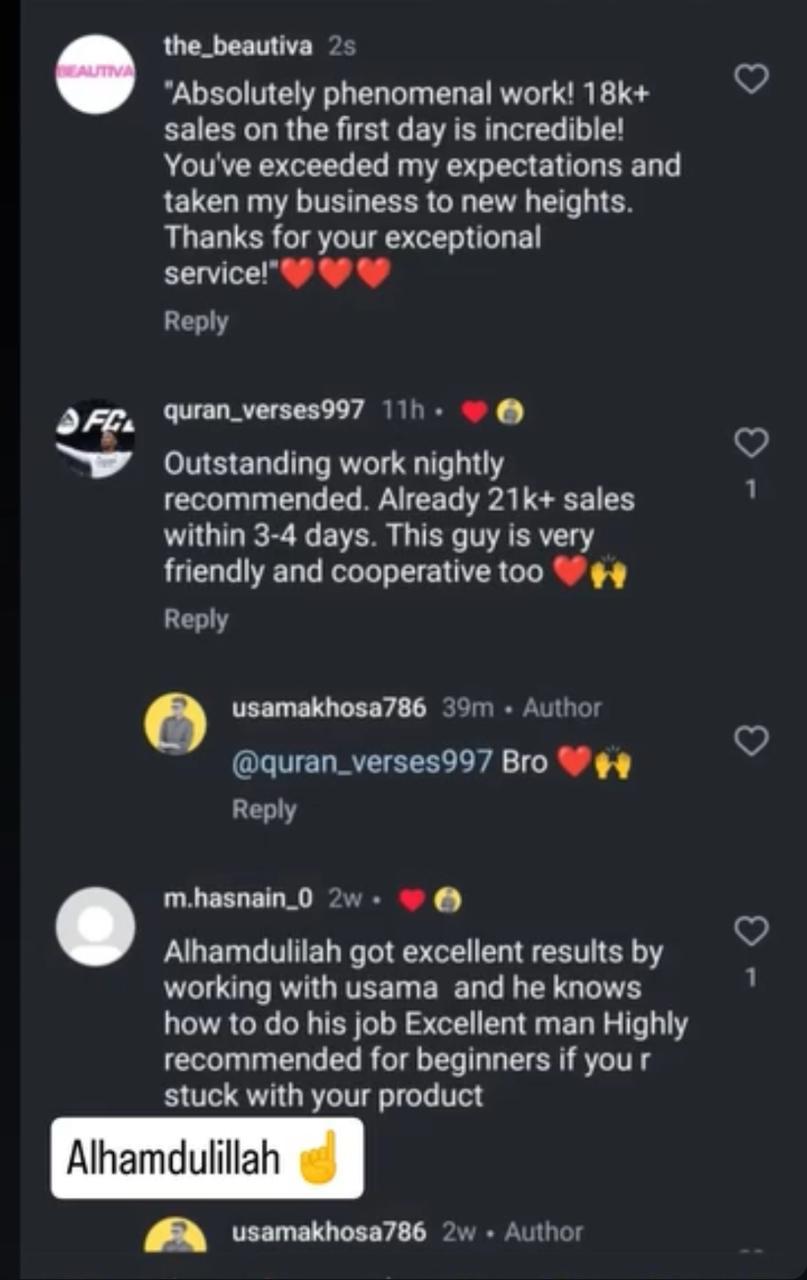 BEAUTIVA
the_beautiva 2s
"Absolutely phenomenal work! 18k+
sales on the first day is incredible!
You've exceeded my expectations and
taken my business to new heights.
Thanks for your exceptional
service!"❤️❤️❤️
Reply
quran_verses997 11h •
Outstanding work nightly
recommended. Already 21k+ sales
within 3-4 days. This guy is very
friendly and cooperative too ❤️🙌
1
Reply
usamakhosa786 39m • Author
@quran_verses997 Bro ❤️🙌
Reply
m.hasnain_0 2w •
Alhamdulilah got excellent results by
working with usama and he knows
how to do his job Excellent man Highly
recommended for beginners if you r
stuck with your product
1
Alhamdulillah ☝️
usamakhosa786 2w • Author